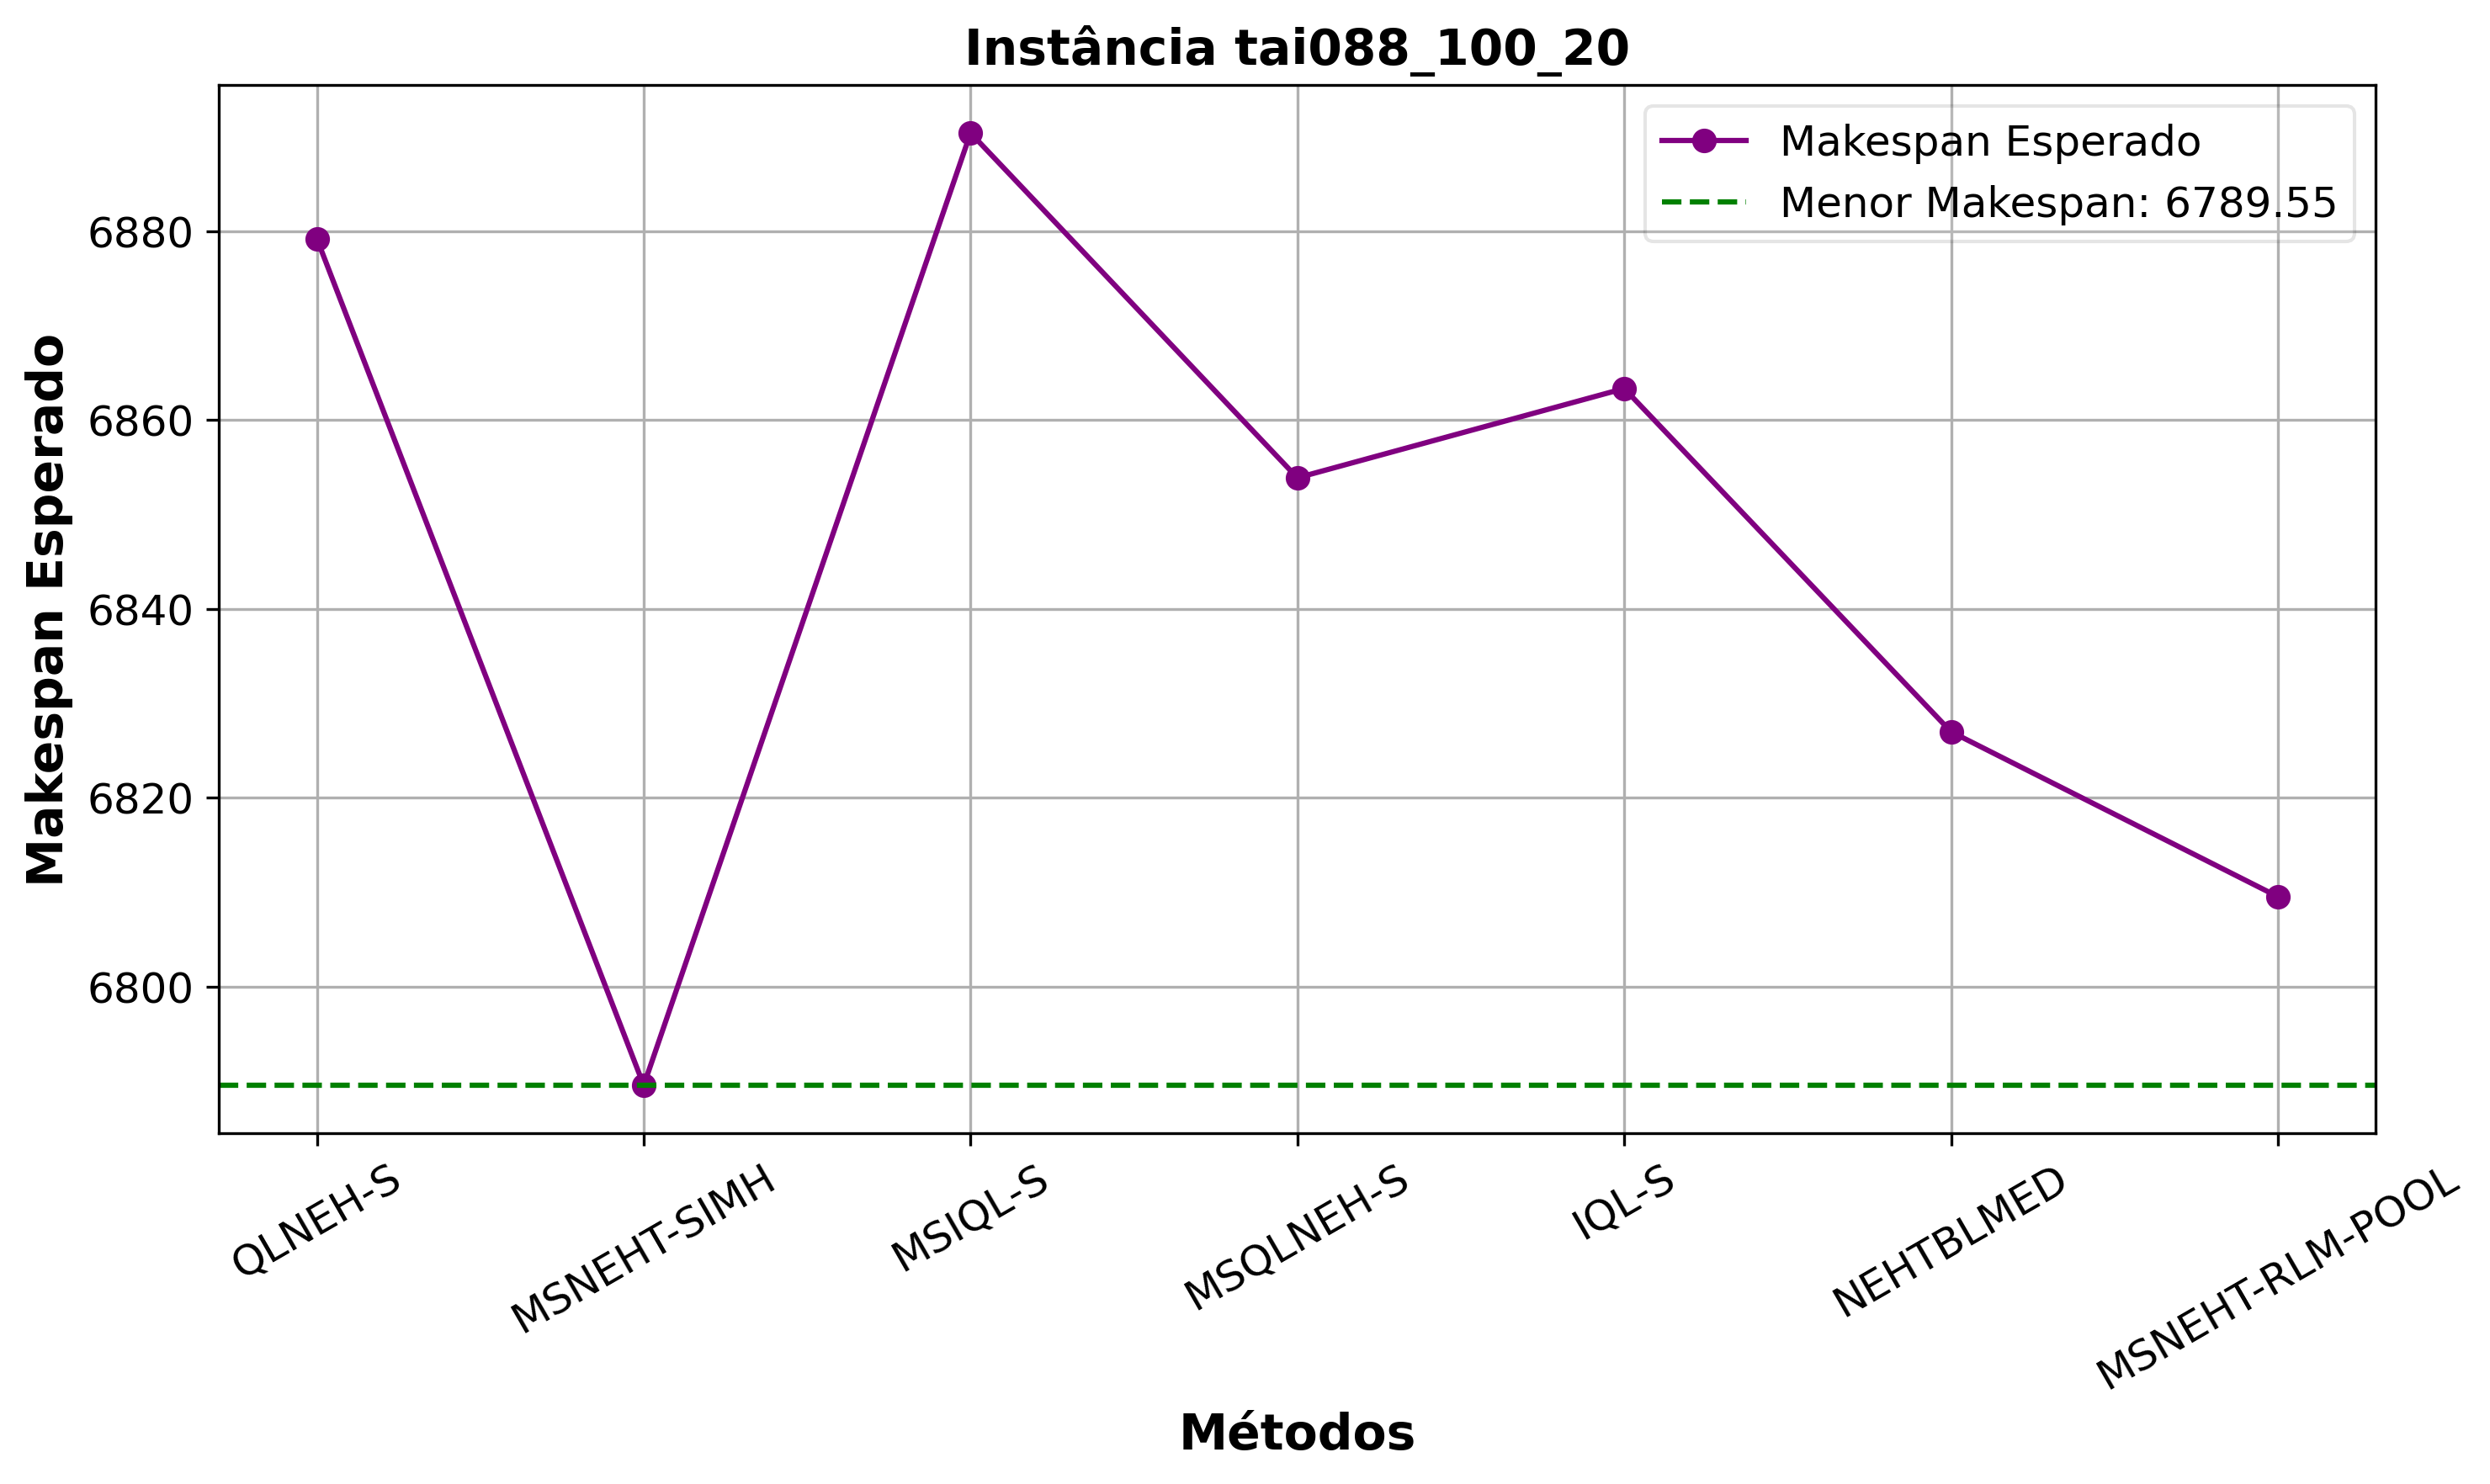 Instância tai088_100_20
Makespan Esperado
Menor Makespan: 6789.55
Makespan Esperado
6880
6860
6840
6820
6800
QLNEH-S
MSNEHT-SIMH
MSIQL-S
MSQLNEH-S
IQL-S
NEHTBLMED
MSNEHT-RLM-POOL
Métodos